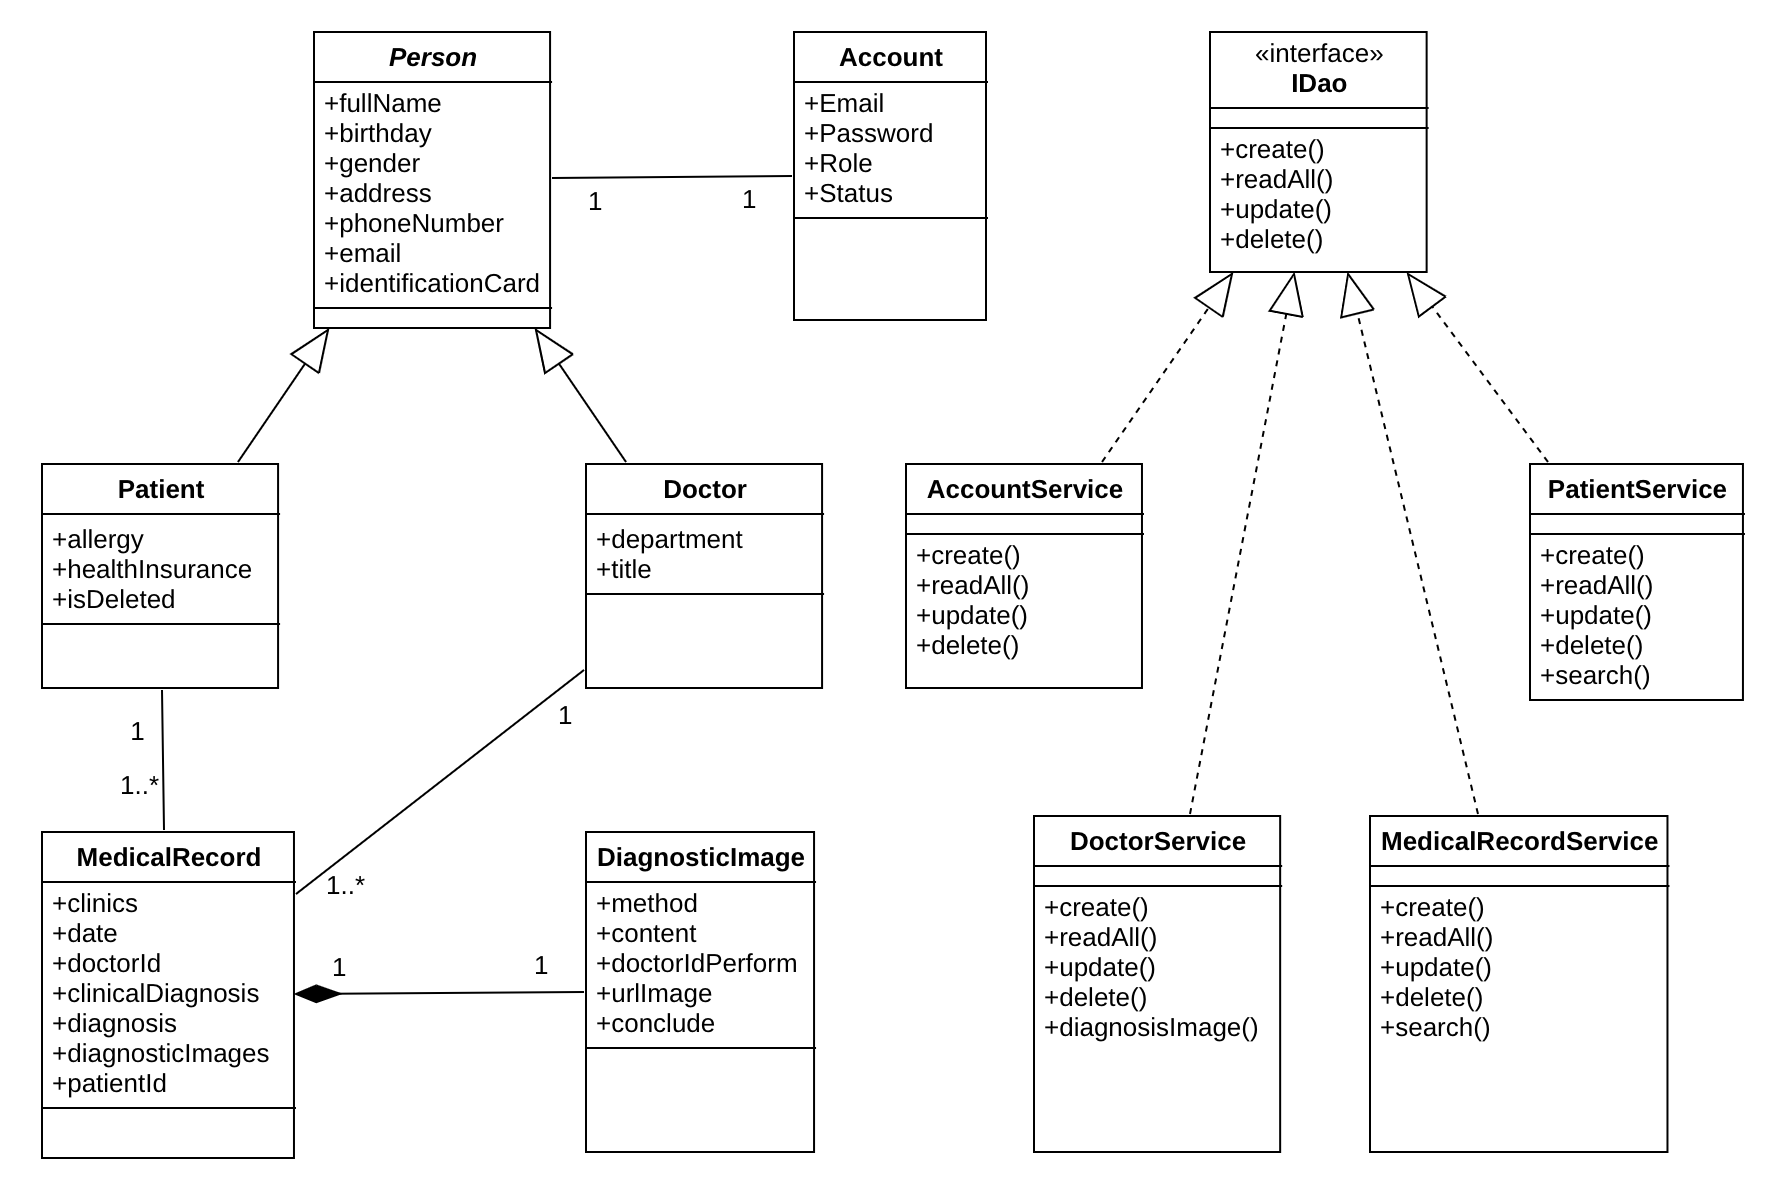 Person
+fullName
+birthday
+gender
+address
+phoneNumber
+email
+identificationCard
1
1
Account
+Email
+Password
+Role
+Status
«interface»
IDao
+create()
+readAll()
+update()
+delete()
Patient
+allergy
+healthInsurance
+isDeleted
Doctor
+department
+title
AccountService
+create()
+readAll()
+update()
+delete()
PatientService
+create()
+readAll()
+update()
+delete()
+search()
1
1..*
1
1..*
MedicalRecord
+clinics
+date
+doctorId
+clinicalDiagnosis
+diagnosis
+diagnosticImages
+patientId
1
1
DiagnosticImage
+method
+content
+doctorIdPerform
+urlImage
+conclude
DoctorService
+create()
+readAll()
+update()
+delete()
+diagnosisImage()
MedicalRecordService
+create()
+readAll()
+update()
+delete()
+search()